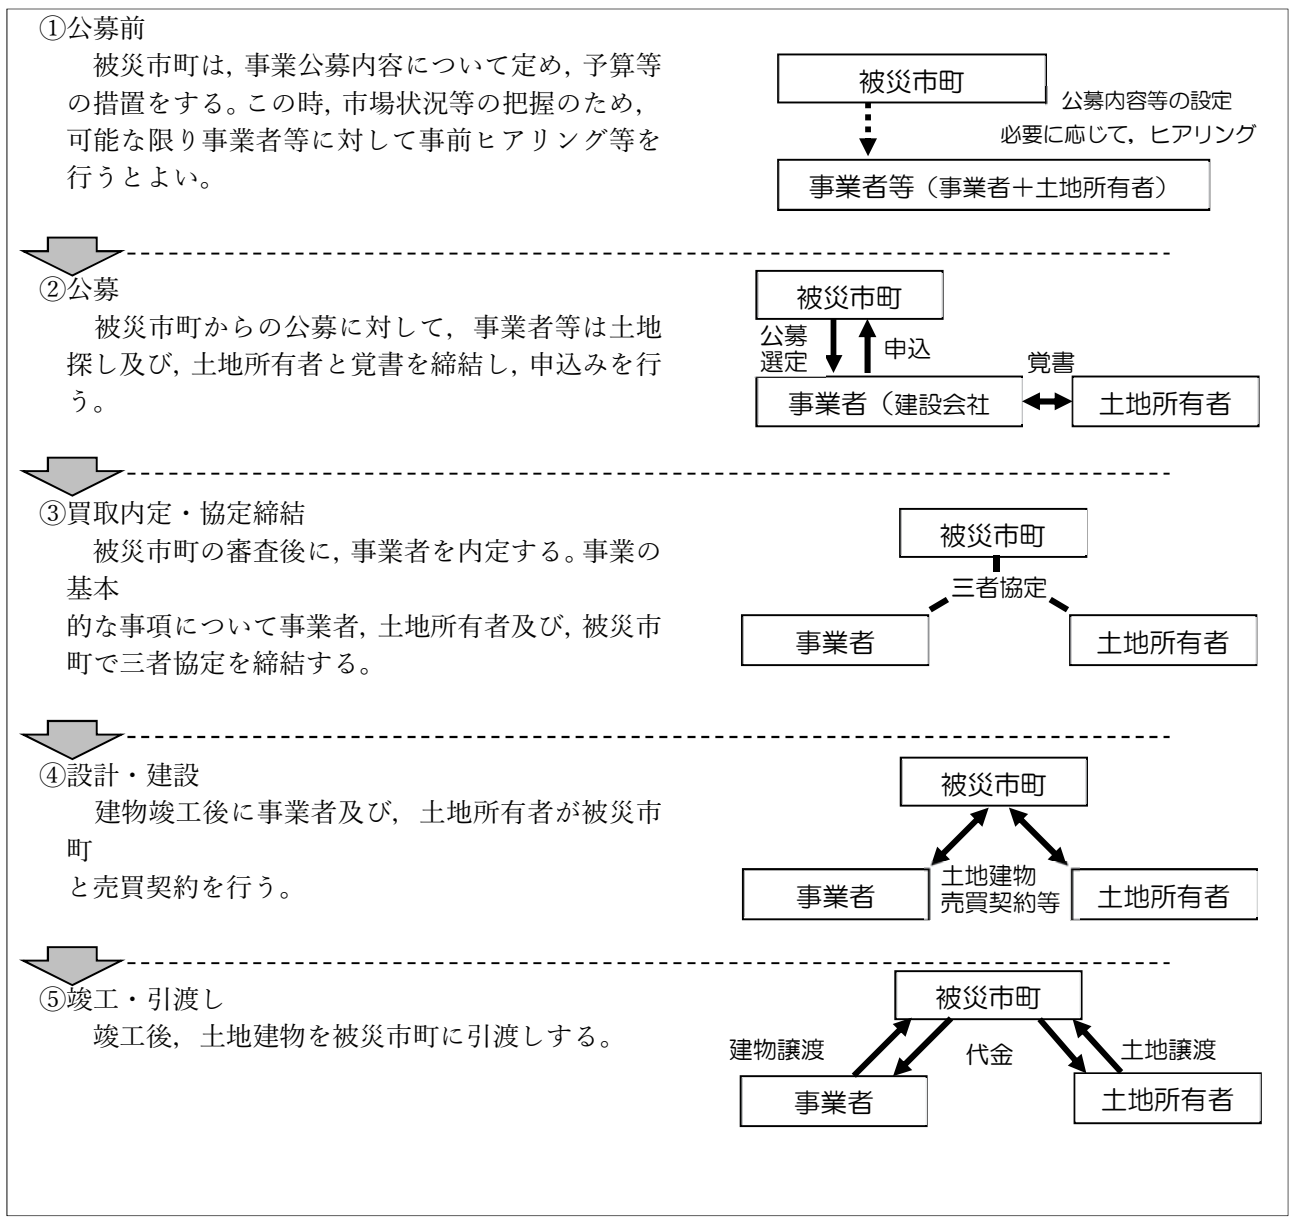 ①公募前
被災市町は，事業公募内容について定め，予算等
の措置をする。この時，市場状況等の把握のため，
可能な限り事業者等に対して事前ヒアリング等を
行うとよい。
被災市町
公募内容等の設定
必要に応じて，ヒアリング
事業者等（事業者＋土地所有者）
②公募
被災市町からの公募に対して，事業者等は土地
探し及び，土地所有者と覚書を締結し，申込みを行
う。
被災市町
公募
選定
申込
覚書
事業者（建設会社
土地所有者
③買取内定・協定締結
被災市町の審査後に，事業者を内定する。事業の
基本
的な事項について事業者，土地所有者及び，被災市
町で三者協定を締結する。
被災市町
三者協定
事業者
土地所有者
④設計・建設
建物竣工後に事業者及び，土地所有者が被災市
町
と売買契約を行う。
被災市町
土地建物
売買契約等
事業者
土地所有者
⑤竣工・引渡し
竣工後，土地建物を被災市町に引渡しする。
被災市町
建物譲渡
代金
土地譲渡
事業者
土地所有者